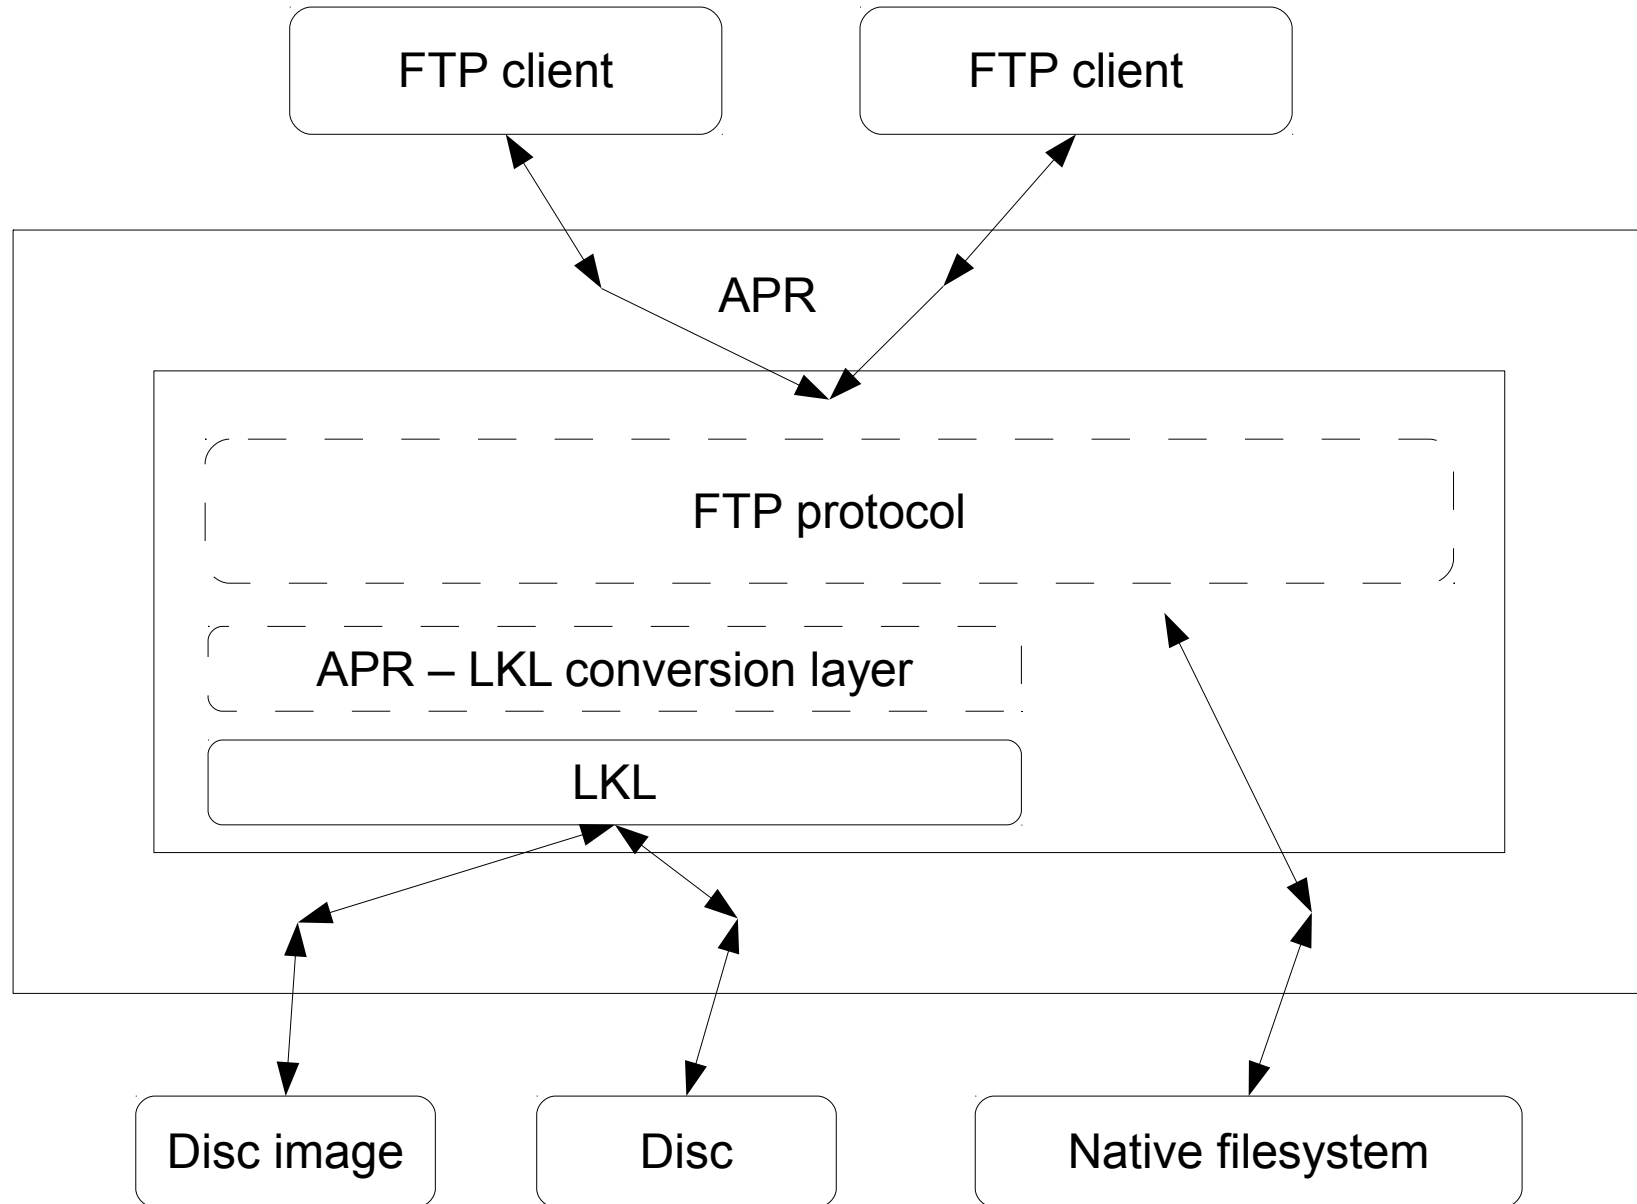 FTP client
FTP client
APR
FTP protocol
APR – LKL conversion layer
LKL
Disc image
Disc
Native filesystem